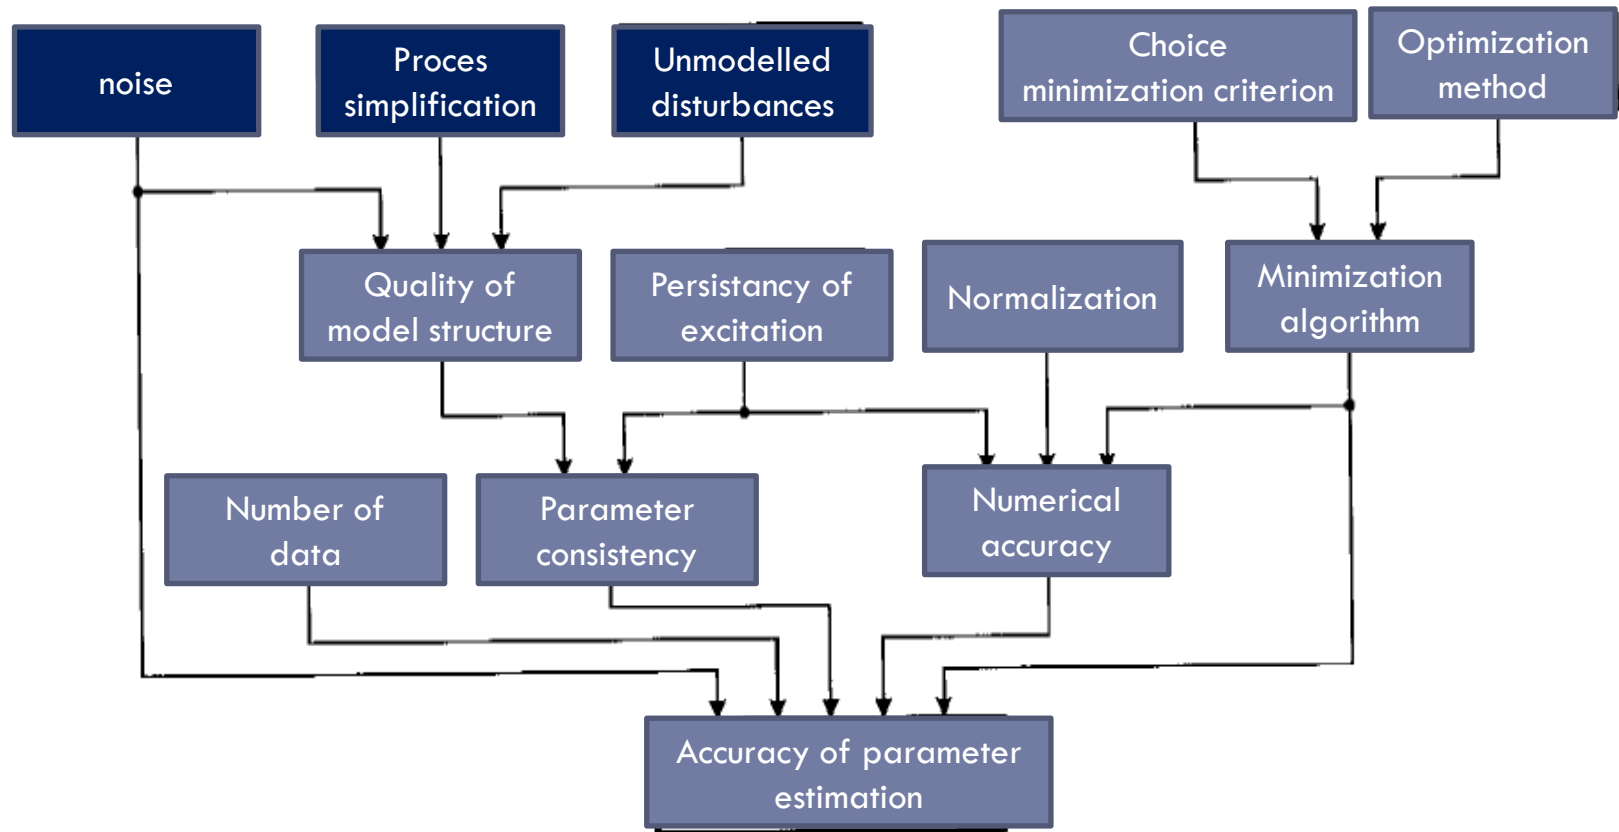 noise
Proces
simplification
Unmodelled
disturbances
Choice
minimization criterion
Optimization
method
Quality of
model structure
Persistancy of
excitation
Normalization
Minimization
algorithm
Number of
data
Parameter
consistency
Numerical
accuracy
Accuracy of parameter
estimation